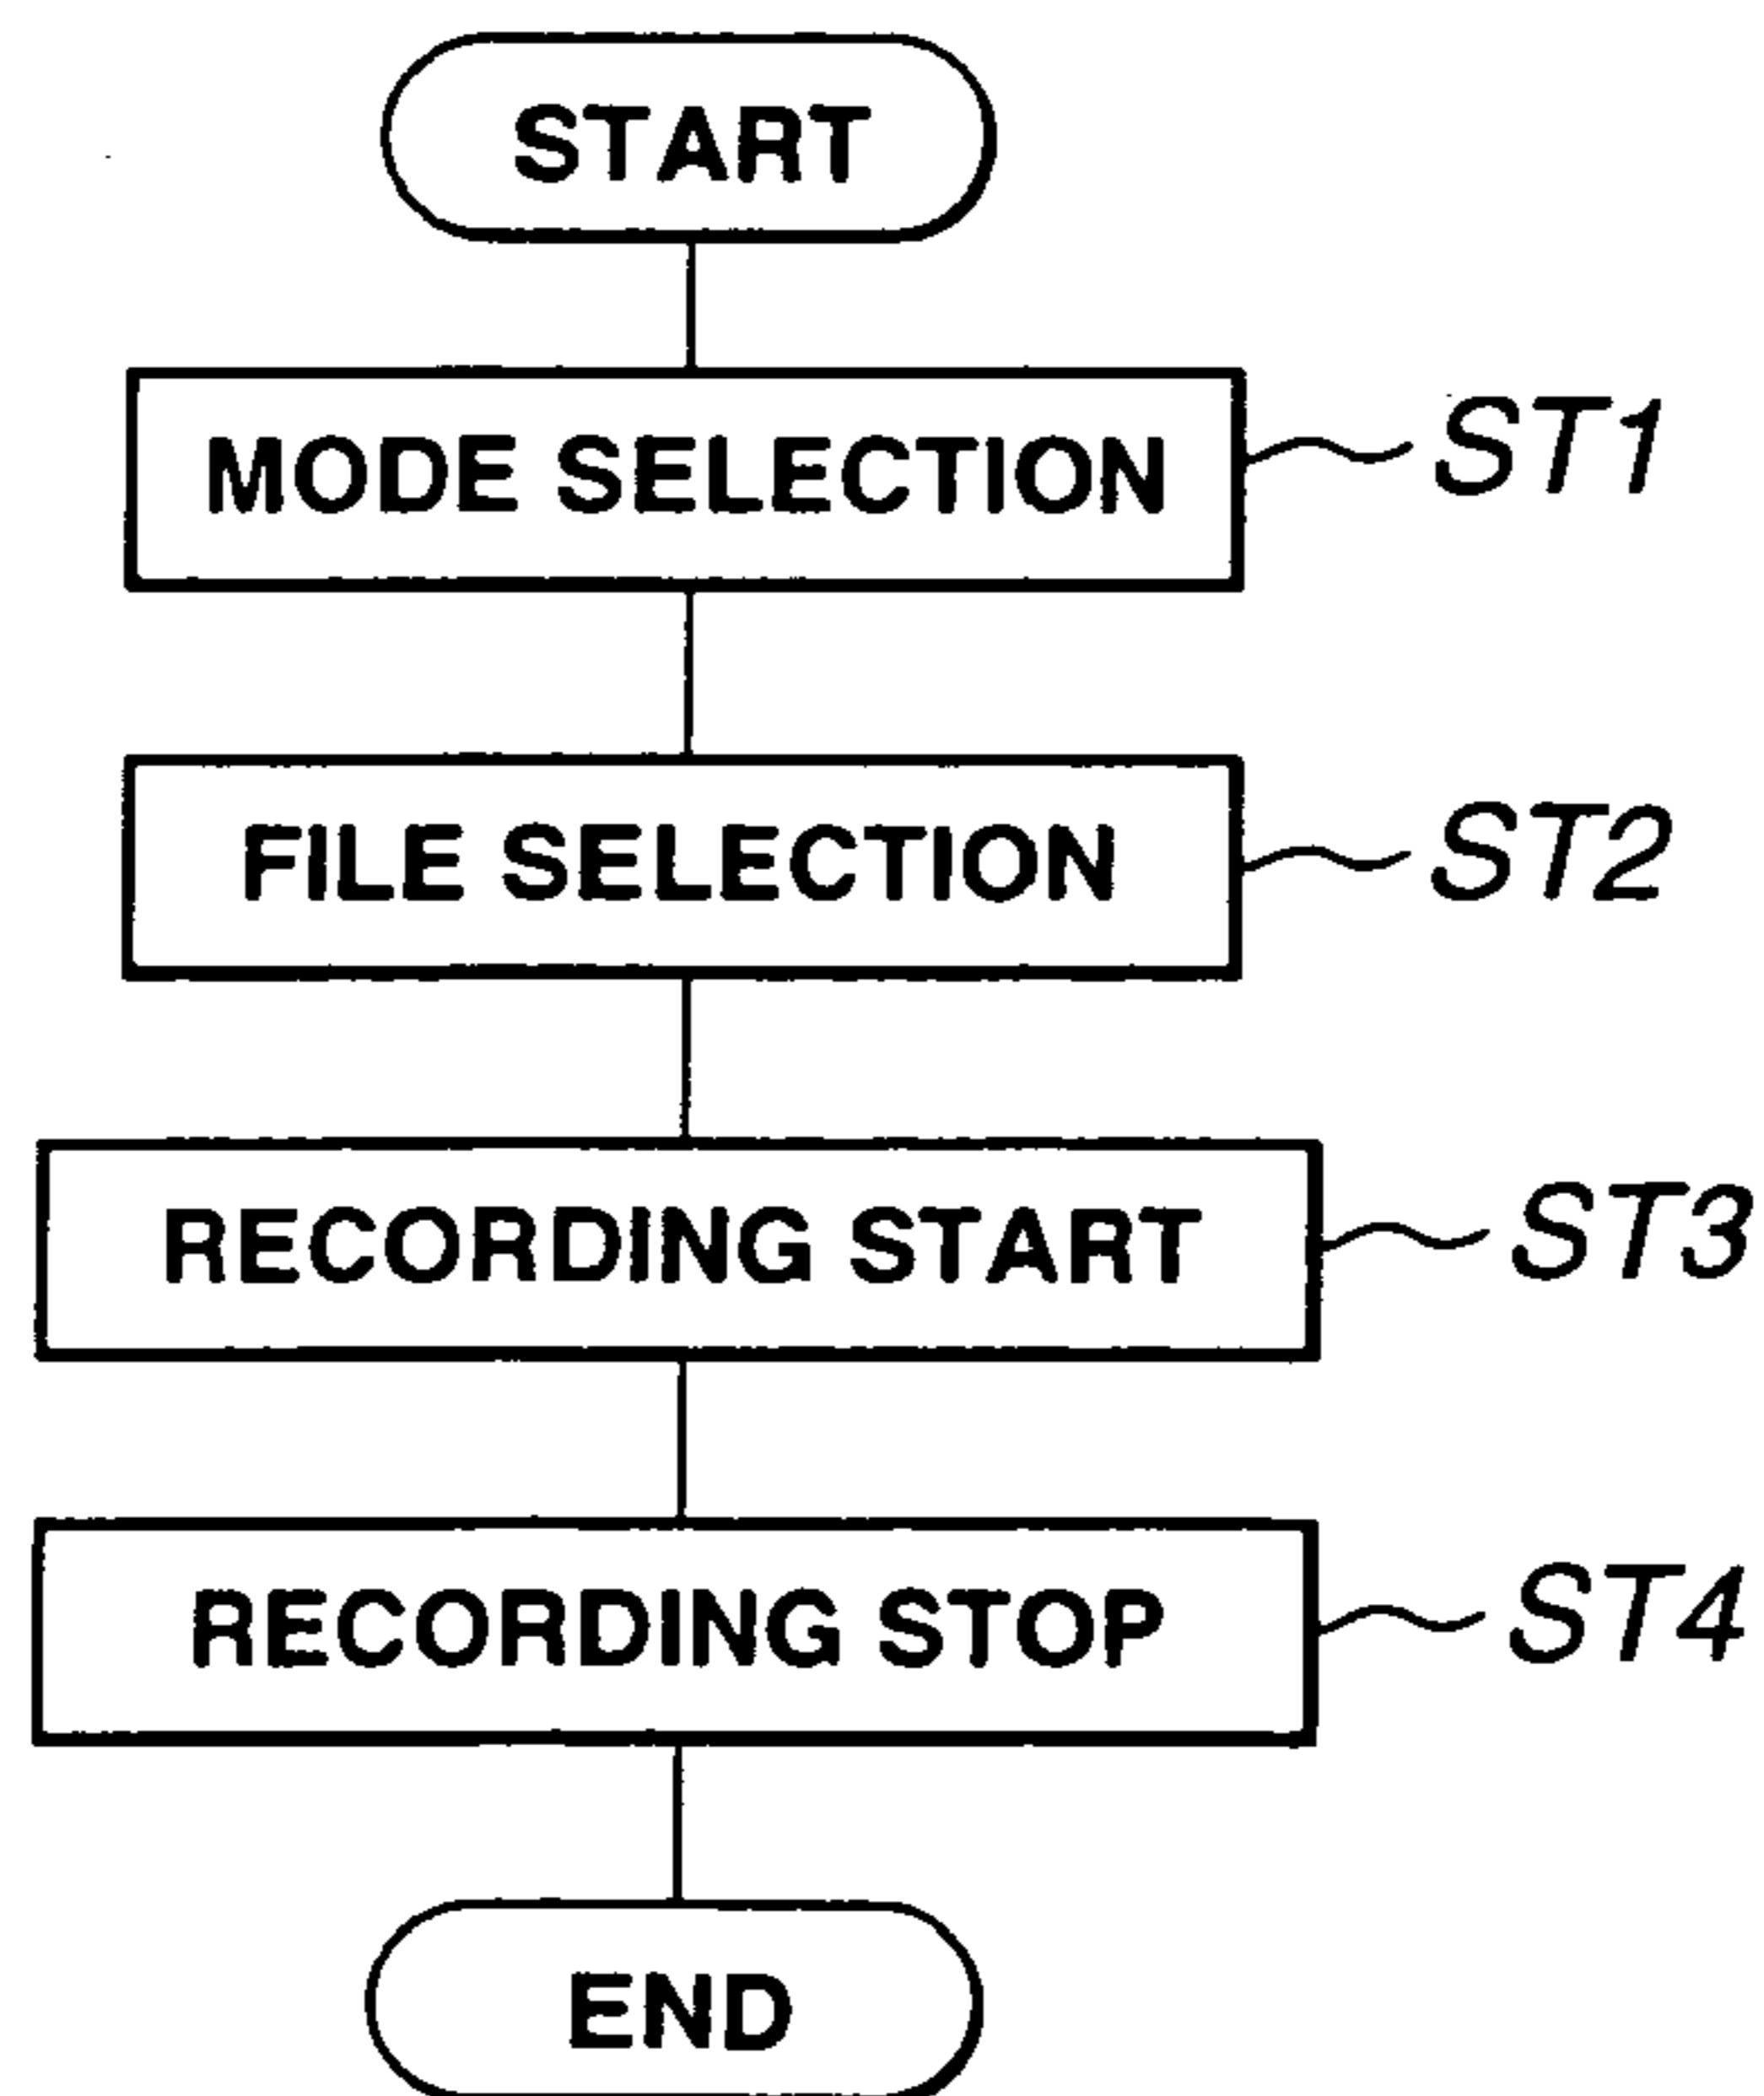 START
MODE SELECTION
ST1
FILE SELECTION
ST2
RECORDING START
ST3
RECORDING STOP
ST4
END